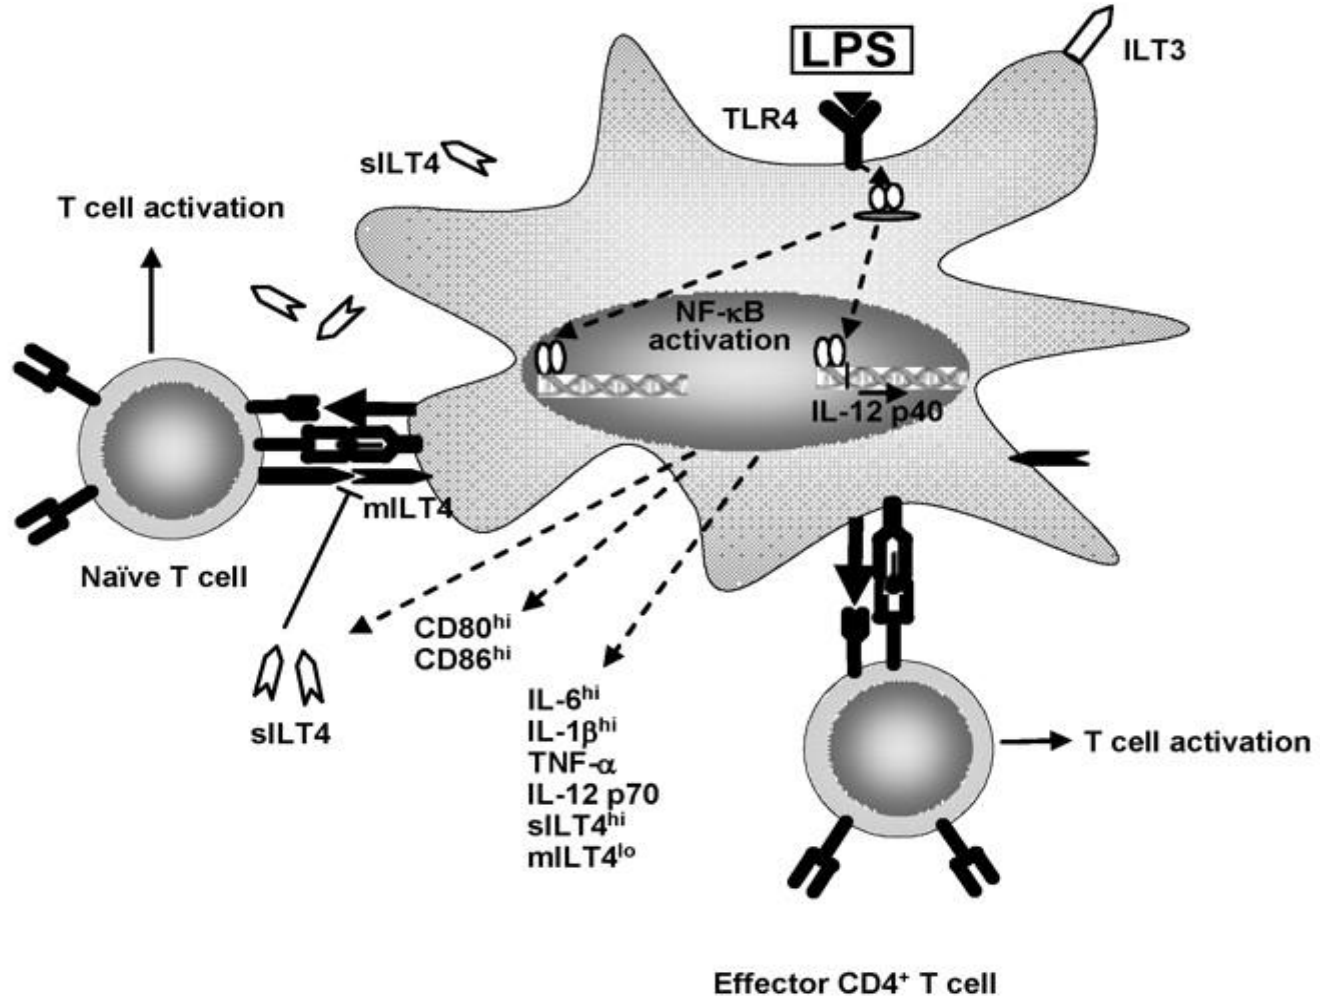 LPS
ILT3
TLR4
sILT4
T cell activation
NF-κB
activation
IL-12 p40
mILT4
Naïve T cell
CD80hi
CD86hi
sILT4
IL-6hi
IL-1βhi
TNF-α
IL-12 p70
sILT4hi
mILT4lo
T cell activation
Effector CD4+ T cell